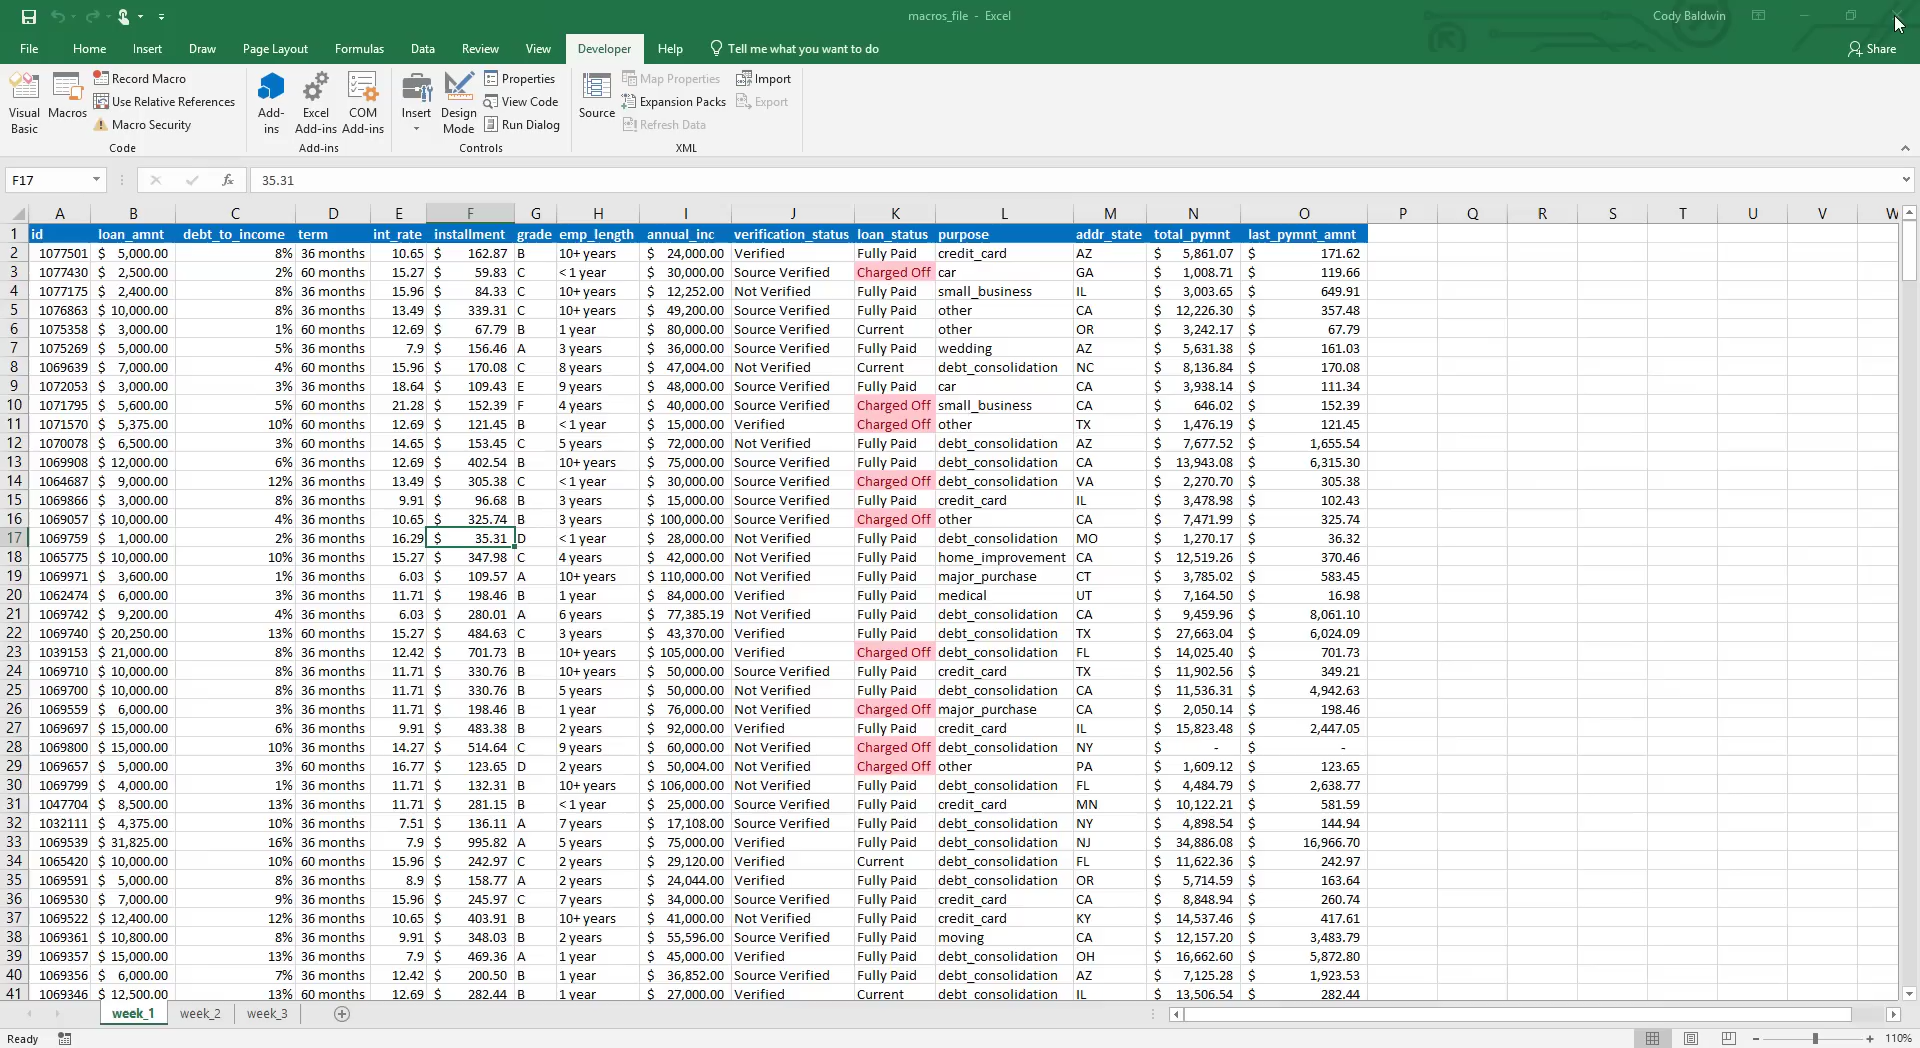 macros_file - Excel
Cody Baldwin
File Home Insert Draw Page Layout Formulas Data Review View Developer Help Tell me what you want to do Share
Visual Basic
Macros
Record Macro
Use Relative References
Macro Security
Code
Add-ins
Excel Add-ins
COM Add-ins
Add-ins
Insert
Design Mode
Properties
View Code
Run Dialog
Controls
Source
Map Properties
Expansion Packs
Refresh Data
Import
Export
XML
F17 fx 35.31
A B C D E F G H I J K L M N O P Q R S T U V W
1 id loan_amnt debt_to_income term int_rate installment grade emp_length annual_inc verification_status loan_status purpose addr_state total_pymnt last_pymnt_amnt
2 1077501 $ 5,000.00 8% 36 months 10.65 $ 162.87 B 10+ years $ 24,000.00 Verified Fully Paid credit_card AZ $ 5,861.07 $ 171.62
3 1077430 $ 2,500.00 2% 60 months 15.27 $ 59.83 C < 1 year $ 30,000.00 Source Verified Charged Off car GA $ 1,008.71 $ 119.66
4 1077175 $ 2,400.00 8% 36 months 15.96 $ 84.33 C 10+ years $ 12,252.00 Not Verified Fully Paid small_business IL $ 3,003.65 $ 649.91
5 1076863 $ 10,000.00 8% 36 months 13.49 $ 339.31 C 10+ years $ 49,200.00 Source Verified Fully Paid other CA $ 12,226.30 $ 357.48
6 1075358 $ 3,000.00 1% 60 months 12.69 $ 67.79 B 1 year $ 80,000.00 Source Verified Current other OR $ 3,242.17 $ 67.79
7 1075269 $ 5,000.00 5% 36 months 7.9 $ 156.46 A 3 years $ 36,000.00 Source Verified Fully Paid wedding AZ $ 5,631.38 $ 161.03
8 1069639 $ 7,000.00 4% 60 months 15.96 $ 170.08 C 8 years $ 47,004.00 Not Verified Current debt_consolidation NC $ 8,136.84 $ 170.08
9 1072053 $ 3,000.00 3% 36 months 18.64 $ 109.43 E 9 years $ 48,000.00 Source Verified Fully Paid car CA $ 3,938.14 $ 111.34
10 1071795 $ 5,600.00 5% 60 months 21.28 $ 152.39 F 4 years $ 40,000.00 Source Verified Charged Off small_business CA $ 646.02 $ 152.39
11 1071570 $ 5,375.00 10% 60 months 12.69 $ 121.45 B < 1 year $ 15,000.00 Verified Charged Off other TX $ 1,476.19 $ 121.45
12 1070078 $ 6,500.00 3% 60 months 14.65 $ 153.45 C 5 years $ 72,000.00 Not Verified Fully Paid debt_consolidation AZ $ 7,677.52 $ 1,655.54
13 1069908 $ 12,000.00 6% 36 months 12.69 $ 402.54 B 10+ years $ 75,000.00 Source Verified Fully Paid debt_consolidation CA $ 13,943.08 $ 6,315.30
14 1064687 $ 9,000.00 12% 36 months 13.49 $ 305.38 C < 1 year $ 30,000.00 Source Verified Charged Off debt_consolidation VA $ 2,270.70 $ 305.38
15 1069866 $ 3,000.00 8% 36 months 9.91 $ 96.68 B 3 years $ 15,000.00 Source Verified Fully Paid credit_card IL $ 3,478.98 $ 102.43
16 1069057 $ 10,000.00 4% 36 months 10.65 $ 325.74 B 3 years $ 100,000.00 Source Verified Charged Off other CA $ 7,471.99 $ 325.74
17 1069759 $ 1,000.00 2% 36 months 16.29 $ 35.31 D < 1 year $ 28,000.00 Not Verified Fully Paid debt_consolidation MO $ 1,270.17 $ 36.32
18 1065775 $ 10,000.00 10% 36 months 15.27 $ 347.98 C 4 years $ 42,000.00 Not Verified Fully Paid home_improvement CA $ 12,519.26 $ 370.46
19 1069971 $ 3,600.00 1% 36 months 6.03 $ 109.57 A 10+ years $ 110,000.00 Not Verified Fully Paid major_purchase CT $ 3,785.02 $ 583.45
20 1062474 $ 6,000.00 3% 36 months 11.71 $ 198.46 B 1 year $ 84,000.00 Verified Fully Paid medical UT $ 7,164.50 $ 16.98
21 1069742 $ 9,200.00 4% 36 months 6.03 $ 280.01 A 6 years $ 77,385.19 Not Verified Fully Paid debt_consolidation CA $ 9,459.96 $ 8,061.10
22 1069740 $ 20,250.00 13% 60 months 15.27 $ 484.63 C 3 years $ 43,370.00 Verified Fully Paid debt_consolidation TX $ 27,663.04 $ 6,024.09
23 1039153 $ 21,000.00 8% 36 months 12.42 $ 701.73 B 10+ years $ 105,000.00 Verified Charged Off debt_consolidation FL $ 14,025.40 $ 701.73
24 1069710 $ 10,000.00 8% 36 months 11.71 $ 330.76 B 10+ years $ 50,000.00 Source Verified Fully Paid credit_card TX $ 11,902.56 $ 349.21
25 1069700 $ 10,000.00 8% 36 months 11.71 $ 330.76 B 5 years $ 50,000.00 Not Verified Fully Paid debt_consolidation CA $ 11,536.31 $ 4,942.63
26 1069559 $ 6,000.00 3% 36 months 11.71 $ 198.46 B 1 year $ 76,000.00 Not Verified Charged Off major_purchase CA $ 2,050.14 $ 198.46
27 1069697 $ 15,000.00 6% 36 months 9.91 $ 483.38 B 2 years $ 92,000.00 Verified Fully Paid credit_card IL $ 15,823.48 $ 2,447.05
28 1069800 $ 15,000.00 10% 36 months 14.27 $ 514.64 C 9 years $ 60,000.00 Not Verified Charged Off debt_consolidation NY $ - $ -
29 1069657 $ 5,000.00 3% 60 months 16.77 $ 123.65 D 2 years $ 50,004.00 Not Verified Charged Off other PA $ 1,609.12 $ 123.65
30 1069799 $ 4,000.00 1% 36 months 11.71 $ 132.31 B 10+ years $ 106,000.00 Not Verified Fully Paid debt_consolidation FL $ 4,484.79 $ 2,638.77
31 1047704 $ 8,500.00 13% 36 months 11.71 $ 281.15 B < 1 year $ 25,000.00 Source Verified Fully Paid credit_card MN $ 10,122.21 $ 581.59
32 1032111 $ 4,375.00 10% 36 months 7.51 $ 136.11 A 7 years $ 17,108.00 Source Verified Fully Paid debt_consolidation NY $ 4,898.54 $ 144.94
33 1069539 $ 31,825.00 16% 36 months 7.9 $ 995.82 A 5 years $ 75,000.00 Verified Fully Paid debt_consolidation NJ $ 34,886.08 $ 16,966.70
34 1065420 $ 10,000.00 10% 60 months 15.96 $ 242.97 C 2 years $ 29,120.00 Verified Current debt_consolidation FL $ 11,622.36 $ 242.97
35 1069591 $ 5,000.00 8% 36 months 8.9 $ 158.77 A 2 years $ 24,044.00 Verified Fully Paid debt_consolidation OR $ 5,714.59 $ 163.64
36 1069530 $ 7,000.00 9% 36 months 15.96 $ 245.97 C 7 years $ 34,000.00 Source Verified Fully Paid credit_card CA $ 8,848.94 $ 260.74
37 1069522 $ 12,400.00 12% 36 months 10.65 $ 403.91 B 10+ years $ 41,000.00 Not Verified Fully Paid credit_card KY $ 14,537.46 $ 417.61
38 1069361 $ 10,800.00 8% 36 months 9.91 $ 348.03 B 2 years $ 55,596.00 Source Verified Fully Paid moving CA $ 12,157.20 $ 3,483.79
39 1069357 $ 15,000.00 13% 36 months 7.9 $ 469.36 A 1 year $ 45,000.00 Verified Fully Paid debt_consolidation OH $ 16,662.60 $ 5,872.80
40 1069356 $ 6,000.00 7% 36 months 12.42 $ 200.50 B 1 year $ 36,852.00 Source Verified Fully Paid debt_consolidation AZ $ 7,125.28 $ 1,923.53
41 1069346 $ 12,500.00 13% 60 months 12.69 $ 282.44 B 1 year $ 27,000.00 Verified Current debt_consolidation IL $ 13,506.54 $ 282.44
week_1 week_2 week_3
Ready 110%